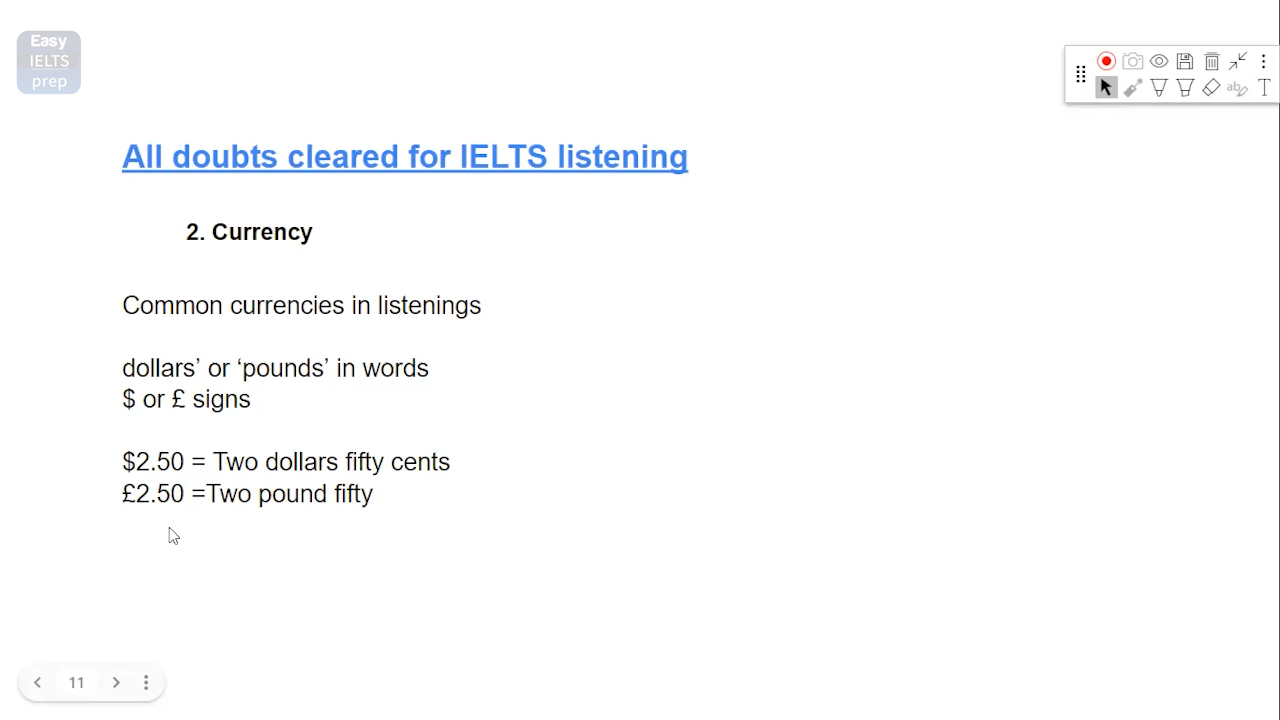 Easy
IELTS
prep
All doubts cleared for IELTS listening
2. Currency
Common currencies in listenings
dollars’ or ‘pounds’ in words
$ or £ signs
$2.50 = Two dollars fifty cents
£2.50 =Two pound fifty
11